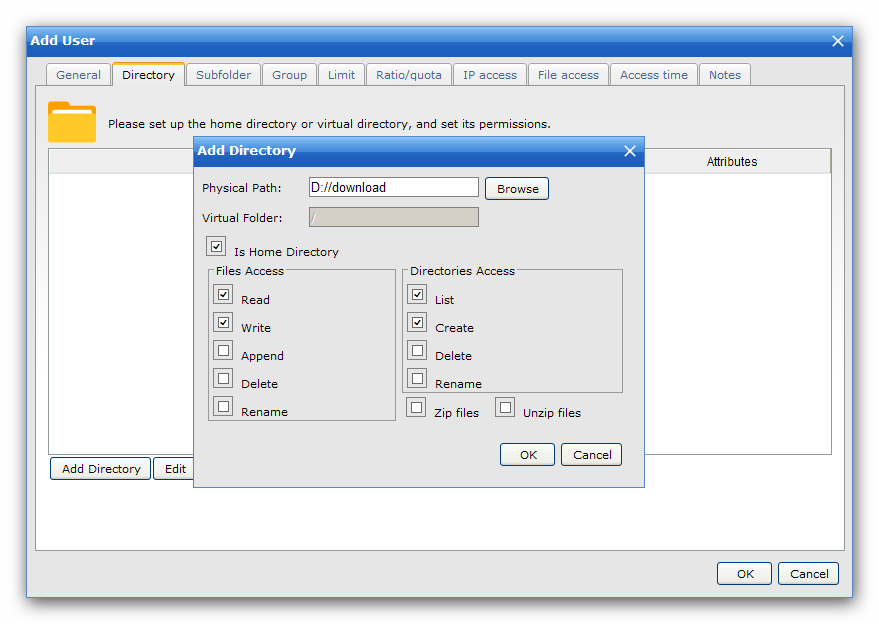 Add User
General Directory Subfolder Group Limit Ratio/quota IP access File access Access time Notes
Please set up the home directory or virtual directory, and set its permissions.
Attributes
Add Directory
Physical Path: D://download Browse
Virtual Folder: /
Is Home Directory
Files Access Directories Access
Read List
Write Create
Append Delete
Delete Rename
Rename Zip files Unzip files
OK Cancel
Add Directory Edit
OK Cancel